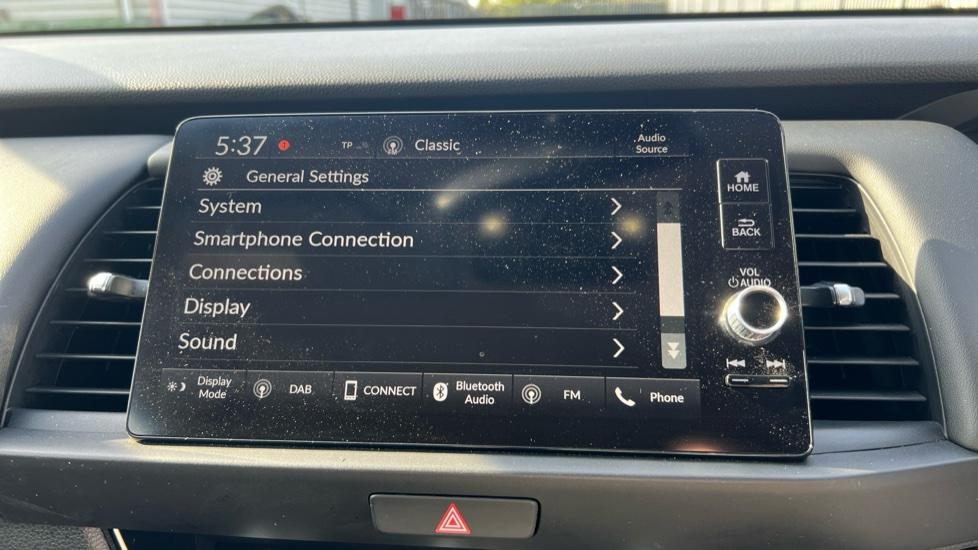 5:37 TP Classic Audio Source
General Settings
System
Smartphone Connection
Connections
Display
Sound
Display Mode DAB CONNECT Bluetooth Audio FM Phone
HOME
BACK
VOL
AUDIO